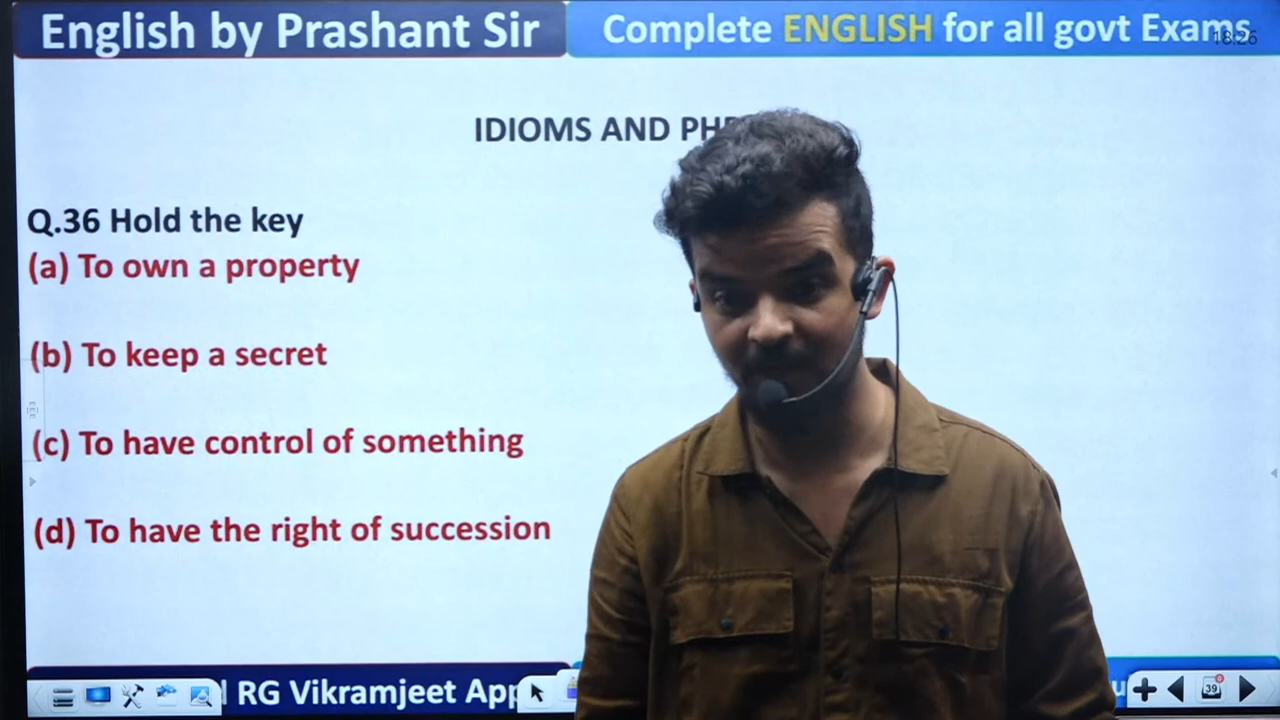 English by Prashant Sir
Complete ENGLISH for all govt Exams
18:26
IDIOMS AND
Q.36 Hold the key
(a) To own a property
(b) To keep a secret
(c) To have control of something
(d) To have the right of succession
RG Vikramjeet App
39